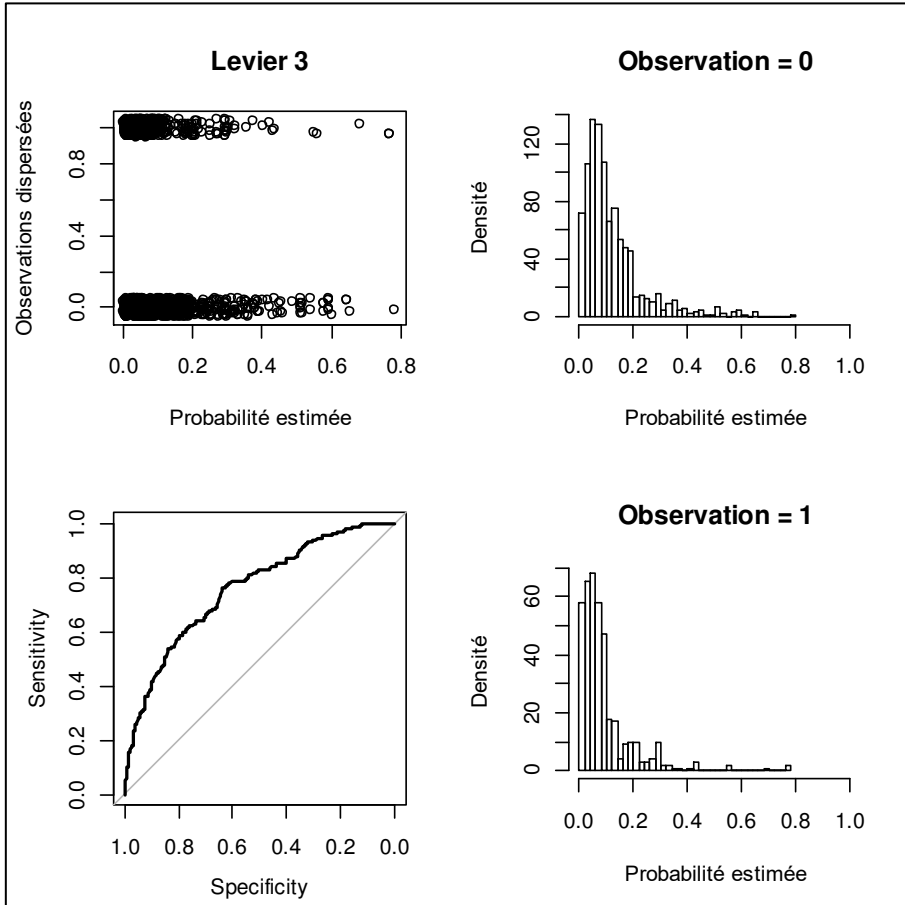 Levier 3
Observations dispersées
0.0 0.4 0.8
0.0 0.2 0.4 0.6 0.8
Probabilité estimée
Observation = 0
Densité
0 40 80 120
0.0 0.2 0.4 0.6 0.8 1.0
Probabilité estimée
Sensitivity
0.0 0.2 0.4 0.6 0.8 1.0
1.0 0.8 0.6 0.4 0.2 0.0
Specificity
Observation = 1
Densité
0 20 40 60
0.0 0.2 0.4 0.6 0.8 1.0
Probabilité estimée